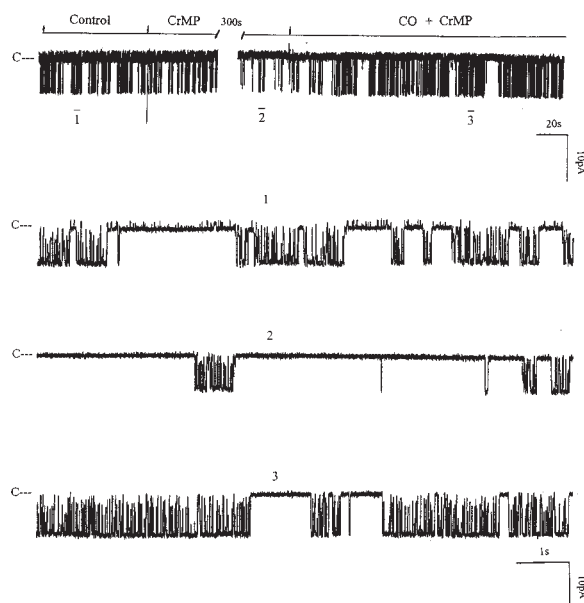 Control CrMP 300s CO + CrMP
C---
1 2 3
20s
10pA
1
C---
2
C---
3
C---
1s
10pA